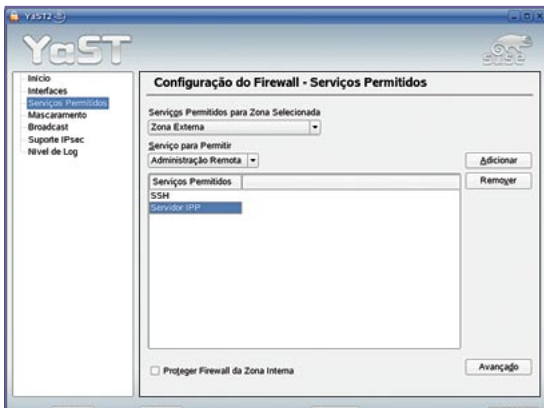 YaST2
YaST
SUSE
Início
Interfaces
Serviços Permitidos
Mascaramento
Broadcast
Suporte IPsec
Nível de Log
Configuração do Firewall - Serviços Permitidos
Serviços Permitidos para Zona Selecionada
Zona Externa
Serviço para Permitir
Administração Remota
Adicionar
Serviços Permitidos
Remover
SSH
Servidor IPP
Proteger Firewall da Zona Interna
Avançado